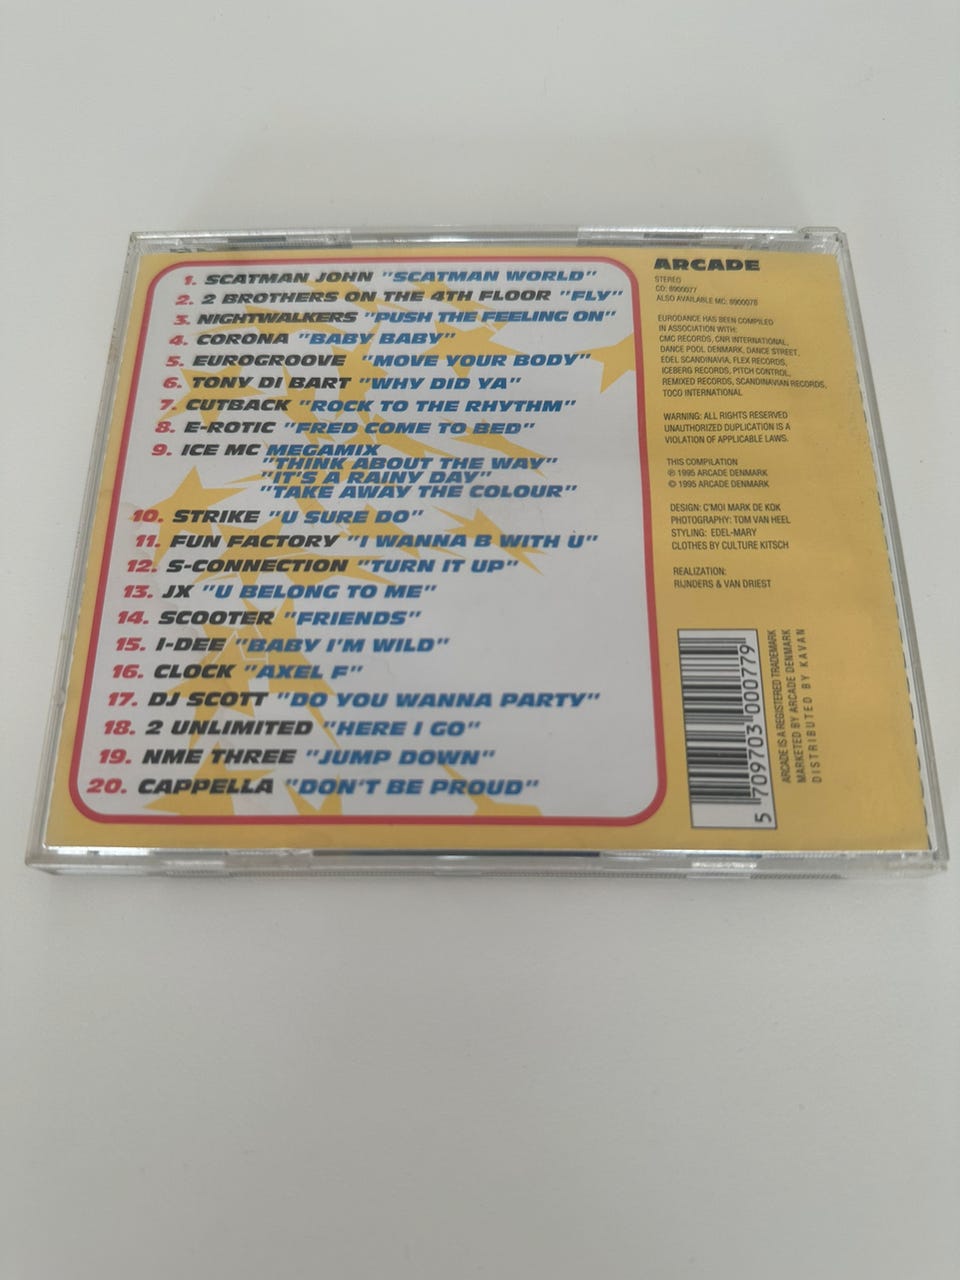 1. SCATMAN JOHN "SCATMAN WORLD"
2. 2 BROTHERS ON THE 4TH FLOOR "FLY"
3. NIGHTWALKERS "PUSH THE FEELING ON"
4. CORONA "BABY BABY"
5. EUROGROOVE "MOVE YOUR BODY"
6. TONY DI BART "WHY DID YA"
7. CUTBACK "ROCK TO THE RHYTHM"
8. E-ROTIC "FRED COME TO BED"
9. ICE MC MEGAMIX
"THINK ABOUT THE WAY"
"IT'S A RAINY DAY"
"TAKE AWAY THE COLOUR"
10. STRIKE "U SURE DO"
11. FUN FACTORY "I WANNA B WITH U"
12. S-CONNECTION "TURN IT UP"
13. JX "U BELONG TO ME"
14. SCOOTER "FRIENDS"
15. I-DEE "BABY I'M WILD"
16. CLOCK "AXEL F"
17. DJ SCOTT "DO YOU WANNA PARTY"
18. 2 UNLIMITED "HERE I GO"
19. NME THREE "JUMP DOWN"
20. CAPPELLA "DON'T BE PROUD"
ARCADE
STEREO
CD: 8900077
ALSO AVAILABLE MC: 8900078
EURODANCE HAS BEEN COMPILED
IN ASSOCIATION WITH:
CMC RECORDS, CNR INTERNATIONAL,
DANCE POOL DENMARK, DANCE STREET,
EDEL SCANDINAVIA, FLEX RECORDS,
ICEBERG RECORDS, PITCH CONTROL,
REMIXED RECORDS, SCANDINAVIAN RECORDS,
TOCO INTERNATIONAL
WARNING: ALL RIGHTS RESERVED
UNAUTHORIZED DUPLICATION IS A
VIOLATION OF APPLICABLE LAWS.
THIS COMPILATION
℗ 1995 ARCADE DENMARK
© 1995 ARCADE DENMARK
DESIGN: C'MOI MARK DE KOK
PHOTOGRAPHY: TOM VAN HEEL
STYLING: EDEL-MARY
CLOTHES BY CULTURE KITSCH
REALIZATION:
RIJNDERS & VAN DRIEST
5 709703 000779
ARCADE IS A REGISTERED TRADEMARK
MARKETED BY ARCADE DENMARK
DISTRIBUTED BY KAVAN